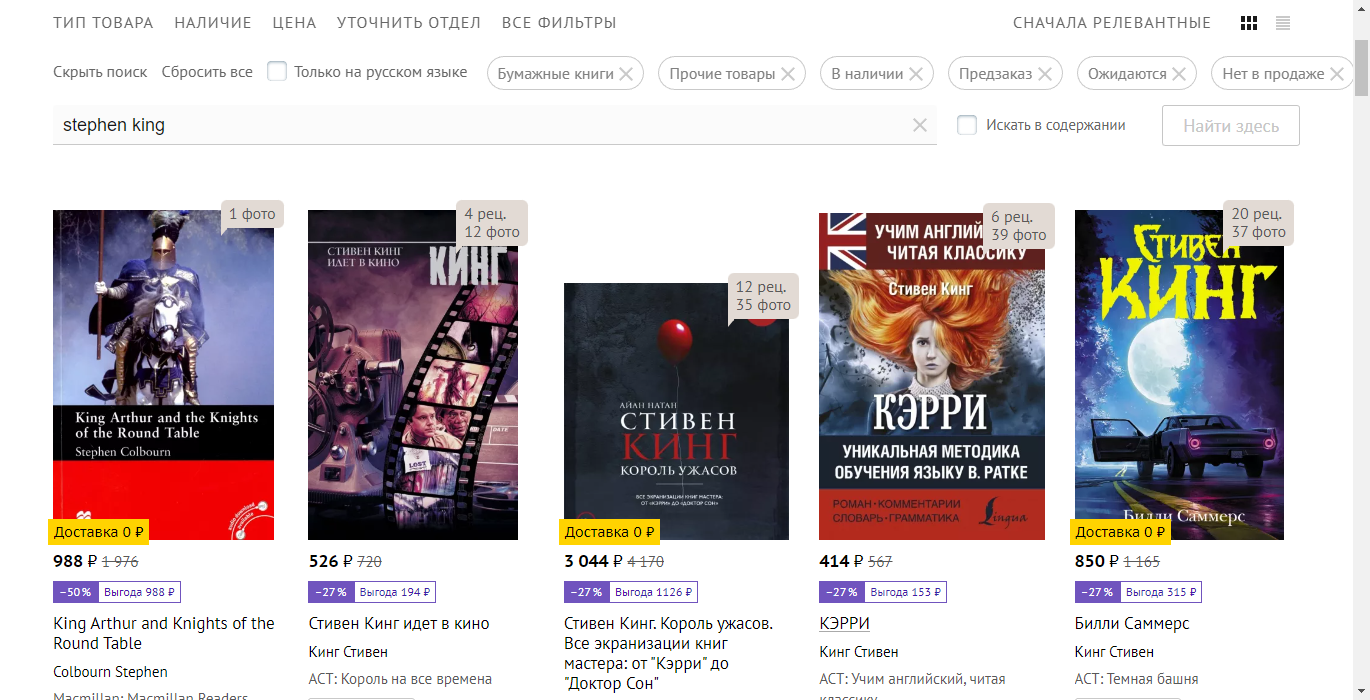 ТИП ТОВАРА НАЛИЧИЕ ЦЕНА УТОЧНИТЬ ОТДЕЛ ВСЕ ФИЛЬТРЫ СНАЧАЛА РЕЛЕВАНТНЫЕ
Скрыть поиск Сбросить все Только на русском языке Бумажные книги Прочие товары В наличии Предзаказ Ожидаются Нет в продаже
stephen king Искать в содержании Найти здесь
1 фото
King Arthur and the Knights
of the Round Table
Stephen Colbourn
Доставка 0 ₽
988 ₽ 1 976
−50% Выгода 988 ₽
King Arthur and Knights of the
Round Table
Colbourn Stephen
Macmillan: Macmillan Readers
4 рец.
12 фото
СТИВЕН КИНГ
ИДЕТ В КИНО
КИНГ
LOST
DATE
526 ₽ 720
−27% Выгода 194 ₽
Стивен Кинг идет в кино
Кинг Стивен
АСТ: Король на все времена
12 рец.
35 фото
АЙАН НАТАН
СТИВЕН
КИНГ
КОРОЛЬ УЖАСОВ
ВСЕ ЭКРАНИЗАЦИИ КНИГ МАСТЕРА:
ОТ «КЭРРИ» ДО «ДОКТОР СОН»
Доставка 0 ₽
3 044 ₽ 4 170
−27% Выгода 1126 ₽
Стивен Кинг. Король ужасов.
Все экранизации книг
мастера: от "Кэрри" до
"Доктор Сон"
6 рец.
39 фото
УЧИМ АНГЛИЙ
ЧИТАЯ КЛАССИКУ
Стивен Кинг
КЭРРИ
УНИКАЛЬНАЯ МЕТОДИКА
ОБУЧЕНИЯ ЯЗЫКУ В. РАТКЕ
РОМАН • КОММЕНТАРИИ
СЛОВАРЬ • ГРАММАТИКА
Lingua
414 ₽ 567
−27% Выгода 153 ₽
КЭРРИ
Кинг Стивен
АСТ: Учим английский, читая
классику
20 рец.
37 фото
СТИВЕН
КИНГ
Билли Саммерс
Доставка 0 ₽
850 ₽ 1 165
−27% Выгода 315 ₽
Билли Саммерс
Кинг Стивен
АСТ: Темная башня